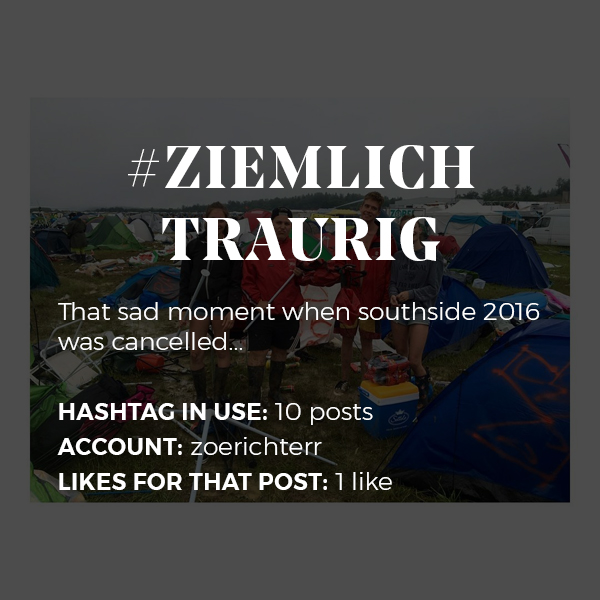 #ZIEMLICH
TRAURIG
That sad moment when southside 2016
was cancelled...
HASHTAG IN USE: 10 posts
ACCOUNT: zoerichterr
LIKES FOR THAT POST: 1 like